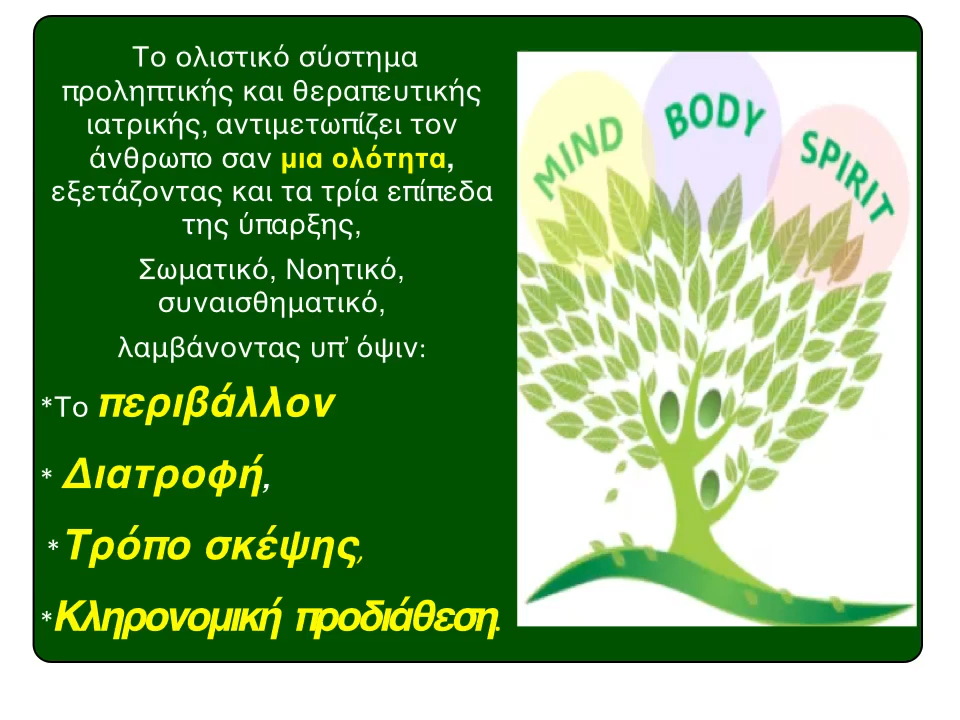 Το ολιστικό σύστημα
προληπτικής και θεραπευτικής
ιατρικής, αντιμετωπίζει τον
άνθρωπο σαν μια ολότητα,
εξετάζοντας και τα τρία επίπεδα
της ύπαρξης,
Σωματικό, Νοητικό,
συναισθηματικό,
λαμβάνοντας υπ’ όψιν:
*Το περιβάλλον
* Διατροφή,
*Τρόπο σκέψης,
*Κληρονομική προδιάθεση.
MIND
BODY
SPIRIT